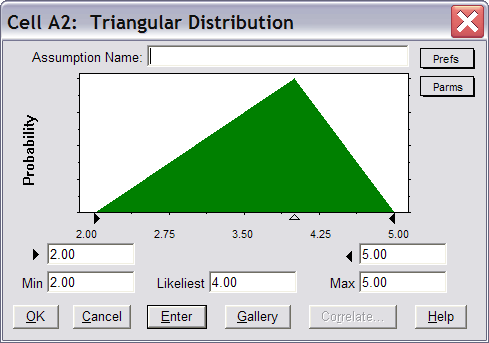 Cell A2: Triangular Distribution
Assumption Name:
Prefs
Parms
Probability
2.00 2.75 3.50 4.25 5.00
2.00 5.00
Min 2.00 Likeliest 4.00 Max 5.00
OK Cancel Enter Gallery Correlate... Help